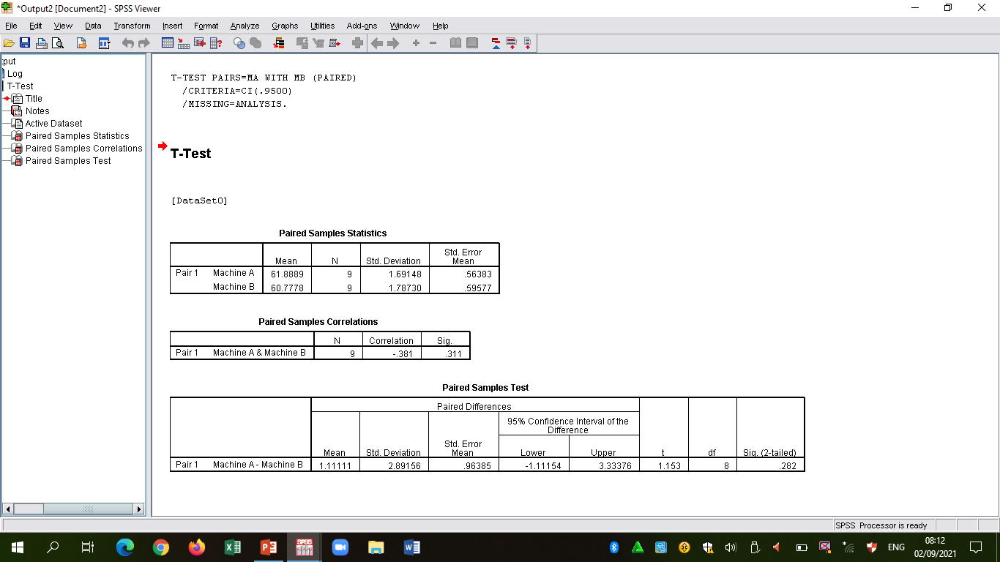 *Output2 [Document2] - SPSS Viewer
File Edit View Data Transform Insert Format Analyze Graphs Utilities Add-ons Window Help
put
Log
T-Test
Title
Notes
Active Dataset
Paired Samples Statistics
Paired Samples Correlations
Paired Samples Test
T-TEST PAIRS=MA WITH MB (PAIRED)
/CRITERIA=CI(.9500)
/MISSING=ANALYSIS.
T-Test
[DataSet0]
Paired Samples Statistics
Mean N Std. Deviation Std. Error Mean
Pair 1 Machine A 61.8889 9 1.69148 .56383
Machine B 60.7778 9 1.78730 .59577
Paired Samples Correlations
N Correlation Sig.
Pair 1 Machine A & Machine B 9 -.381 .311
Paired Samples Test
Paired Differences
95% Confidence Interval of the Difference
Mean Std. Deviation Std. Error Mean Lower Upper t df Sig. (2-tailed)
Pair 1 Machine A - Machine B 1.11111 2.89156 .96385 -1.11154 3.33376 1.153 8 .282
SPSS Processor is ready
SPSS
ENG
08:12
02/09/2021